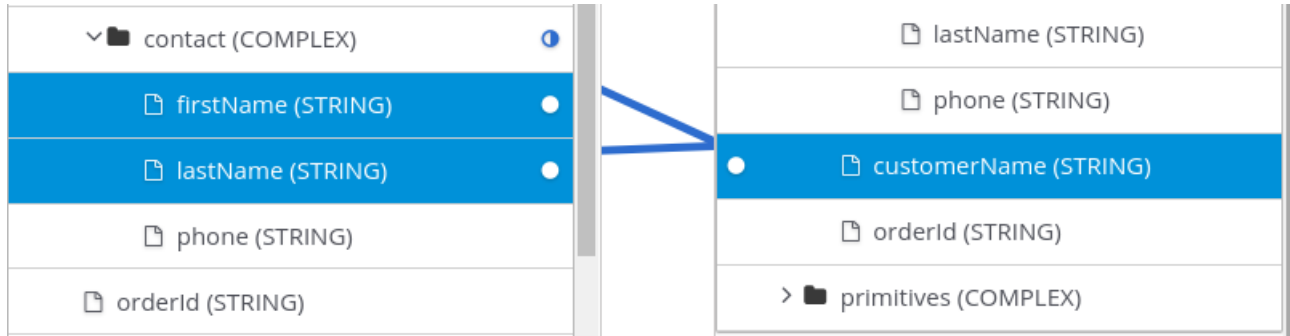 contact (COMPLEX)
firstName (STRING)
lastName (STRING)
phone (STRING)
orderId (STRING)
lastName (STRING)
phone (STRING)
customerName (STRING)
orderId (STRING)
primitives (COMPLEX)